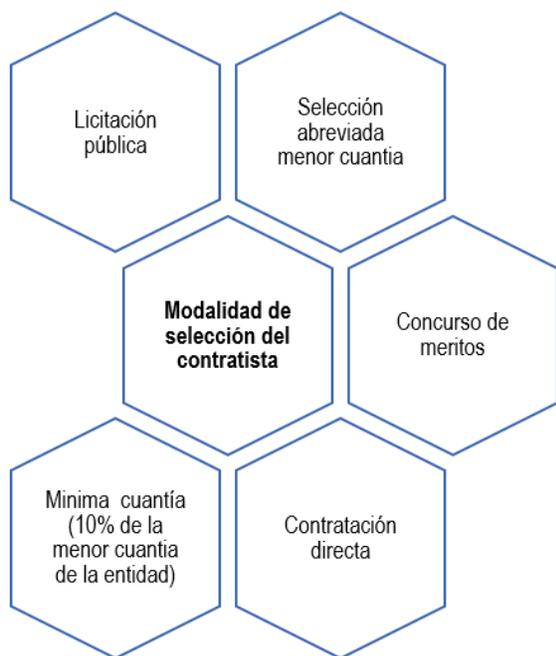 Licitación
pública
Selección
abreviada
menor cuantia
Modalidad de
selección del
contratista
Concurso de
meritos
Minima cuantía
(10% de la
menor cuantia
de la entidad)
Contratación
directa